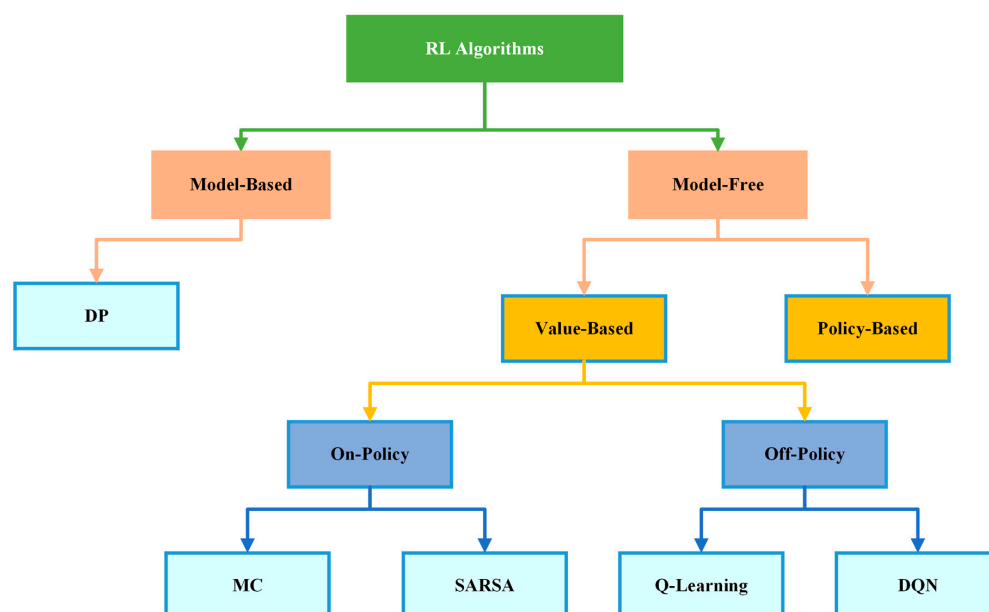 RL Algorithms
Model-Based
Model-Free
DP
Value-Based
Policy-Based
On-Policy
Off-Policy
MC
SARSA
Q-Learning
DQN